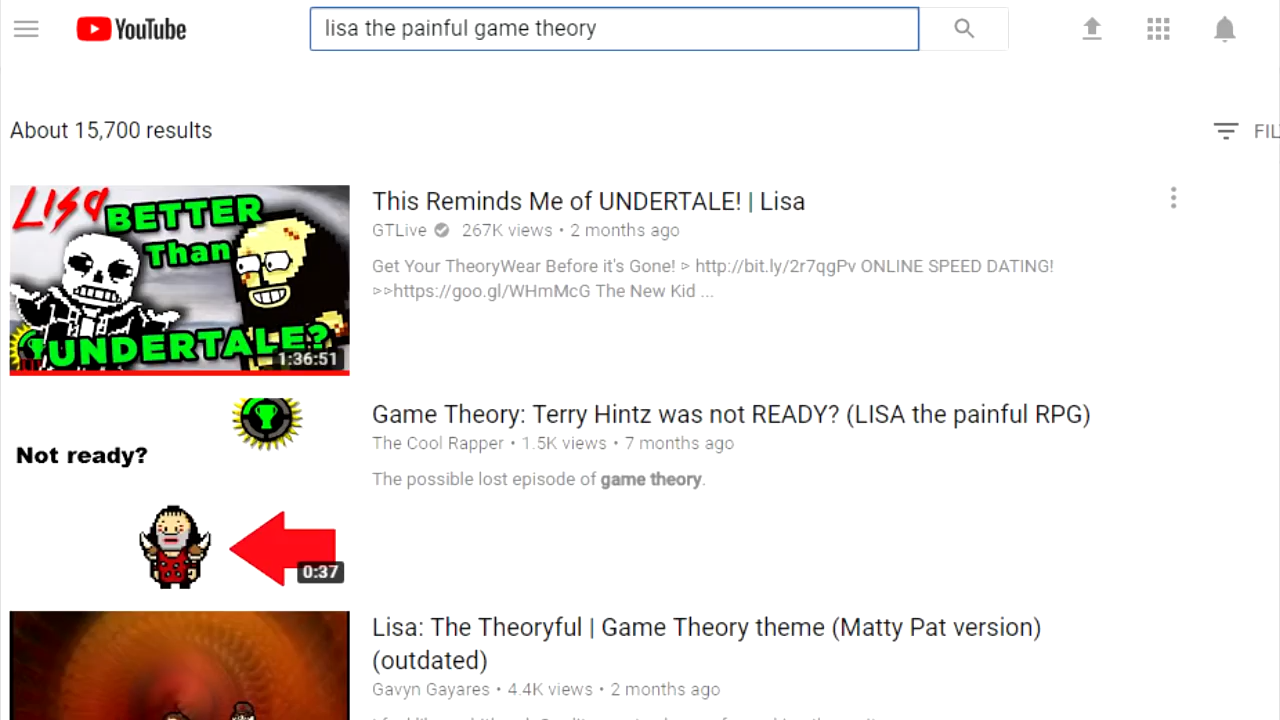 YouTube
lisa the painful game theory
About 15,700 results
FIL
LISA
BETTER
Than
UNDERTALE?
1:36:51
This Reminds Me of UNDERTALE! | Lisa
GTLive 267K views • 2 months ago
Get Your TheoryWear Before it's Gone! ▹ http://bit.ly/2r7qgPv ONLINE SPEED DATING!
▹▹https://goo.gl/WHmMcG The New Kid ...
Not ready?
0:37
Game Theory: Terry Hintz was not READY? (LISA the painful RPG)
The Cool Rapper • 1.5K views • 7 months ago
The possible lost episode of game theory.
Lisa: The Theoryful | Game Theory theme (Matty Pat version)
(outdated)
Gavyn Gayares • 4.4K views • 2 months ago